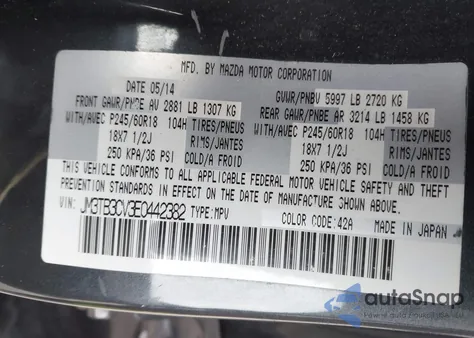 MFD. BY MAZDA MOTOR CORPORATION
DATE 05/14
GVWR/PNBV 5997 LB 2720 KG
FRONT GAWR/PNBE AV 2881 LB 1307 KG
REAR GAWR/PNBE AR 3214 LB 1458 KG
WITH/AVEC P245/60R18 104H TIRES/PNEUS
WITH/AVEC P245/60R18 104H TIRES/PNEUS
18X7 1/2J RIMS/JANTE
18X7 1/2J RIMS/JANTE
250 KPA/36 PSI COLD/A FROID
250 KPA/36 PSI COLD/A FROID
THIS VEHICLE CONFORMS TO ALL APPLICABLE FEDERAL MOTOR VEHICLE SAFETY AND THEFT
PREVENTION STANDARDS IN EFFECT ON THE DATE OF MANUFACTURE SHOWN ABOVE.
VIN: JM3TB3CV3E0442382 TYPE:MPV
COLOR CODE:42A MADE IN JAPAN
autoSnap